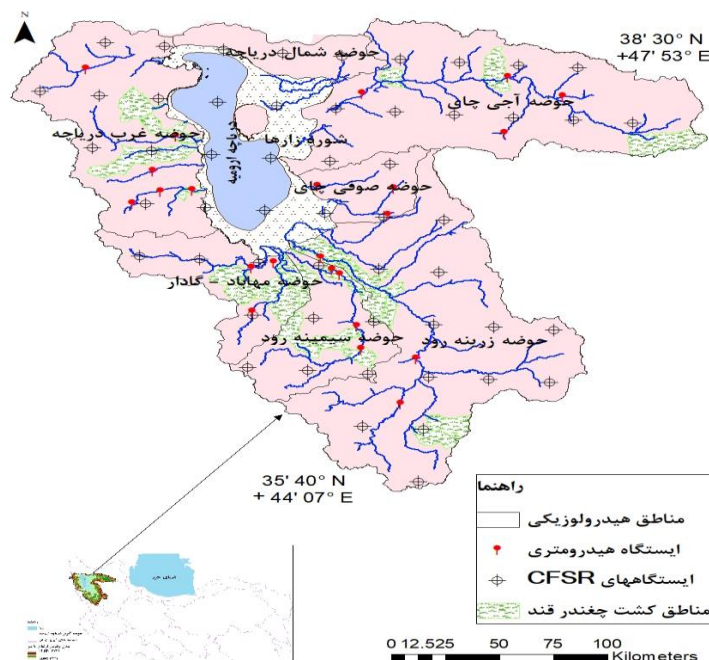 N
38° 30° N
+47° 53° E
حوضه شمال دریاچه
حوضه آجی چای
حوضه غرب دریاچه
دریاچه ارومیه
شوره زارها
حوضه صوفی چای
حوضه مهاباد - گادار
حوضه سیمینه رود
حوضه زرینه رود
35° 40° N
+ 44° 07° E
راهنما
مناطق هیدرولوزیکی
ایستگاه هیدرومتری
ایستگاههای CFSR
مناطق کشت چغندر قند
0 12.525 50 75 100
Kilometers